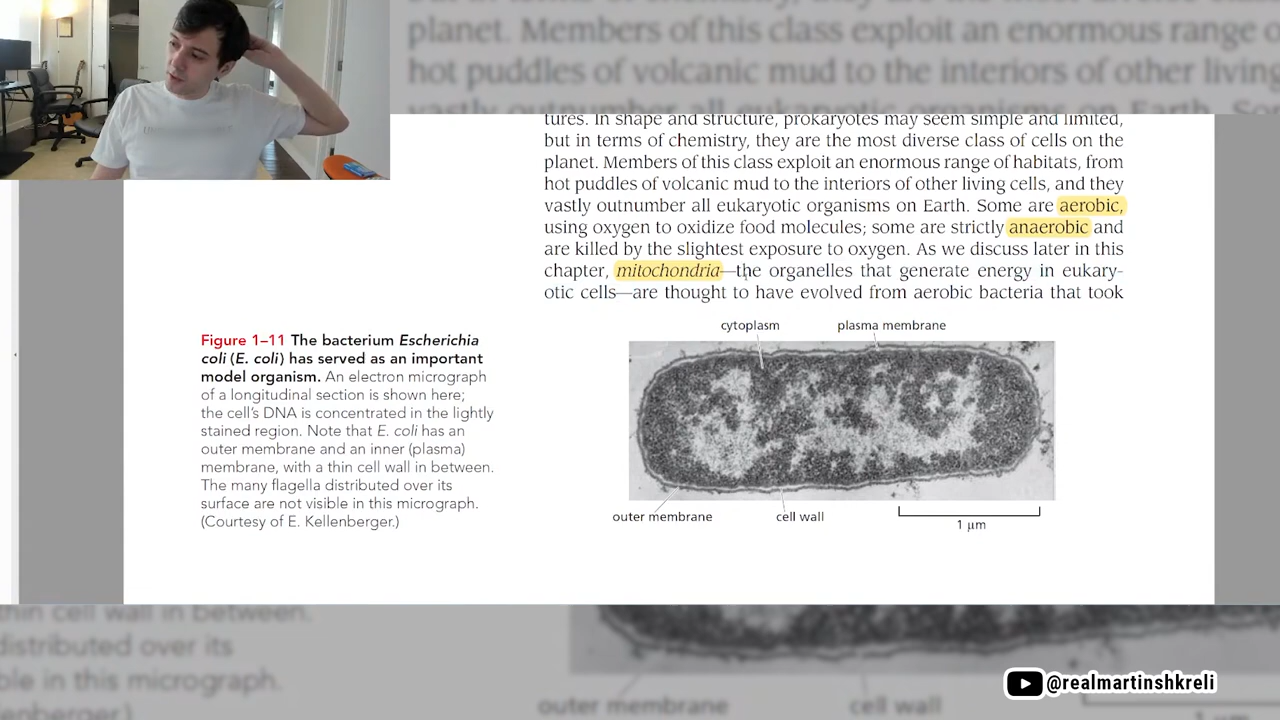 planet. Members of this class exploit an enormous range o
hot puddles of volcanic mud to the interiors of other living
vastly outnumber all eukaryotic organisms on Earth. So
tures. In shape and structure, prokaryotes may seem simple and limited,
but in terms of chemistry, they are the most diverse class of cells on the
planet. Members of this class exploit an enormous range of habitats, from
hot puddles of volcanic mud to the interiors of other living cells, and they
vastly outnumber all eukaryotic organisms on Earth. Some are aerobic,
using oxygen to oxidize food molecules; some are strictly anaerobic and
are killed by the slightest exposure to oxygen. As we discuss later in this
chapter, mitochondria—the organelles that generate energy in eukary-
otic cells—are thought to have evolved from aerobic bacteria that took
Figure 1–11 The bacterium Escherichia
coli (E. coli) has served as an important
model organism. An electron micrograph
of a longitudinal section is shown here;
the cell's DNA is concentrated in the lightly
stained region. Note that E. coli has an
outer membrane and an inner (plasma)
membrane, with a thin cell wall in between.
The many flagella distributed over its
surface are not visible in this micrograph.
(Courtesy of E. Kellenberger.)
cytoplasm
plasma membrane
outer membrane
cell wall
1 µm
thin cell wall in between.
distributed over its
ble in this micrograph.
lenberger.)
outer membrane
cell wall
@realmartinshkreli